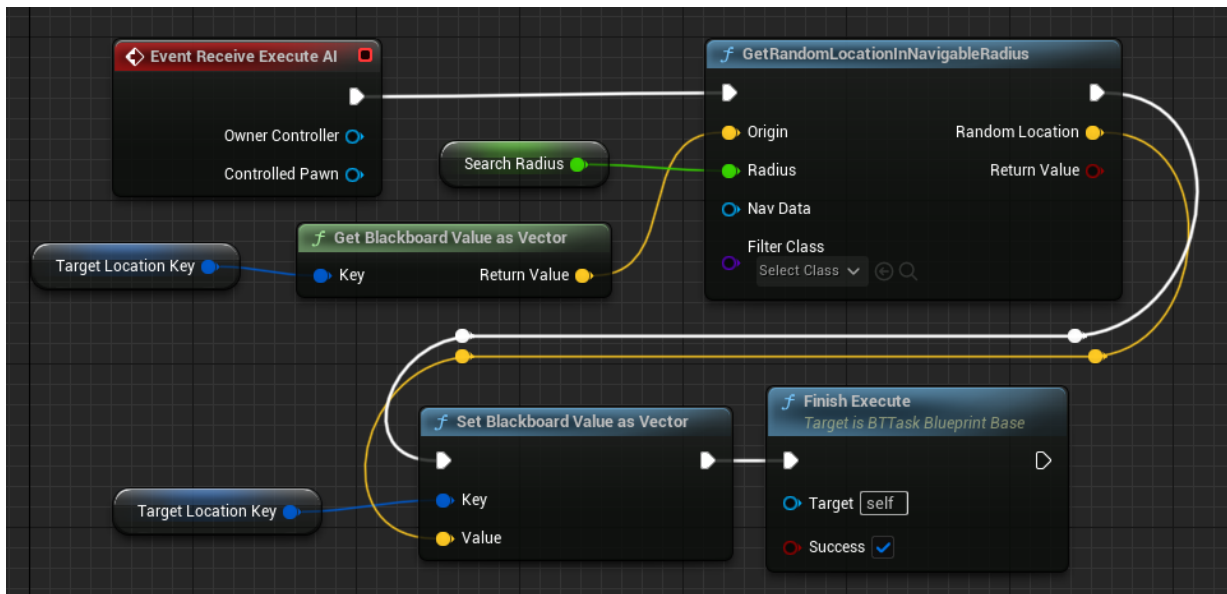 Event Receive Execute AI
Owner Controller
Controlled Pawn
Search Radius
GetRandomLocationInNavigableRadius
Origin
Random Location
Radius
Return Value
Nav Data
Filter Class
Select Class
Target Location Key
Get Blackboard Value as Vector
Key
Return Value
Set Blackboard Value as Vector
Key
Value
Target Location Key
Finish Execute
Target is BTTask Blueprint Base
Target self
Success